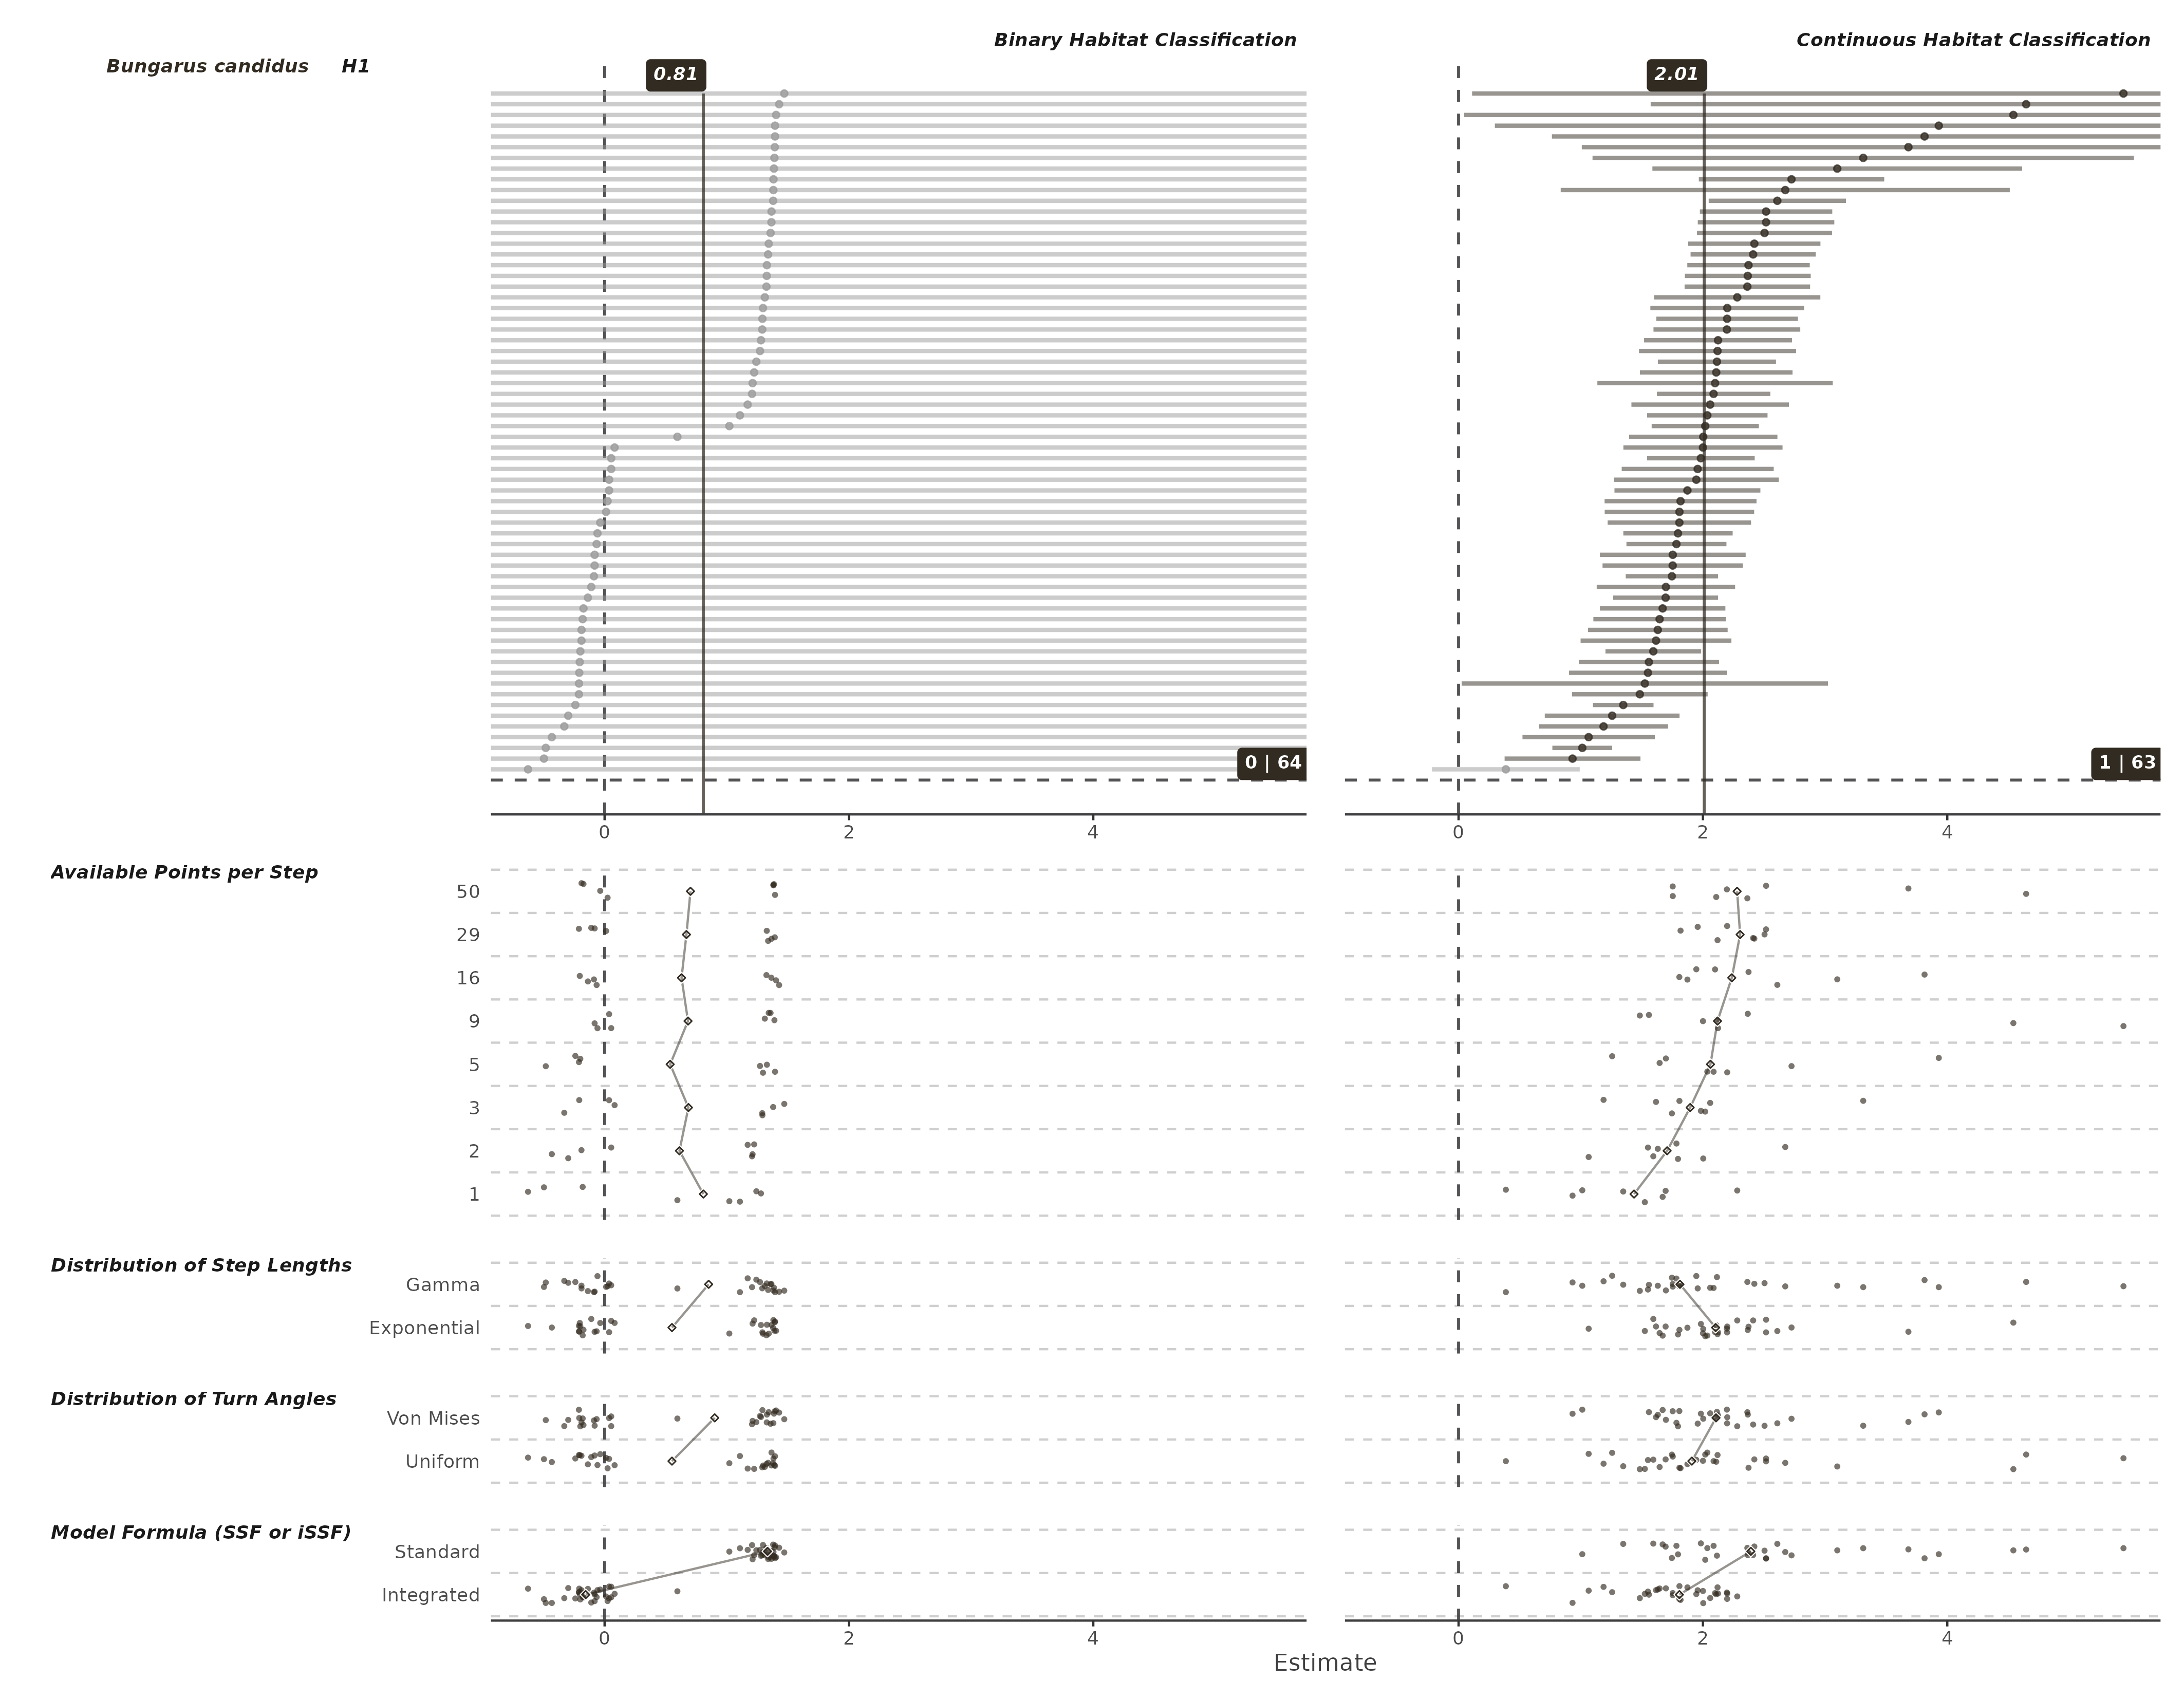 Binary Habitat Classification
Continuous Habitat Classification
Bungarus candidus H1
0.81
2.01
0 | 64
1 | 63
0 2 4
0 2 4
Available Points per Step
50
29
16
9
5
3
2
1
Distribution of Step Lengths
Gamma
Exponential
Distribution of Turn Angles
Von Mises
Uniform
Model Formula (SSF or iSSF)
Standard
Integrated
0 2 4
0 2 4
Estimate